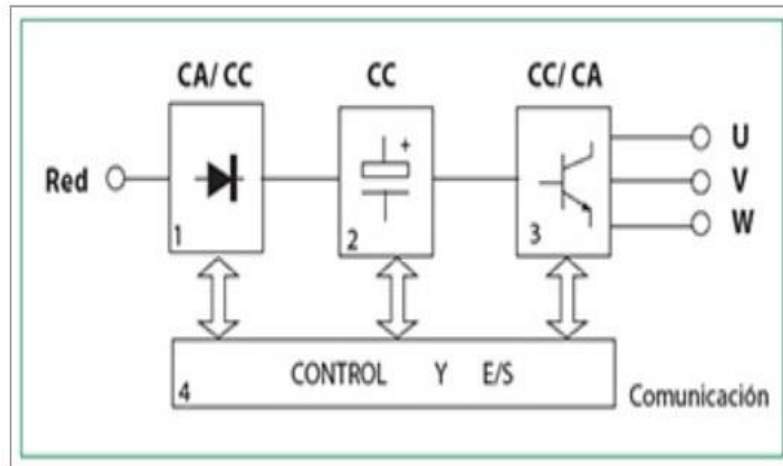 CA/ CC CC CC/ CA
Red
U
V
W
1 2 3
4 CONTROL Y E/S
Comunicación
+